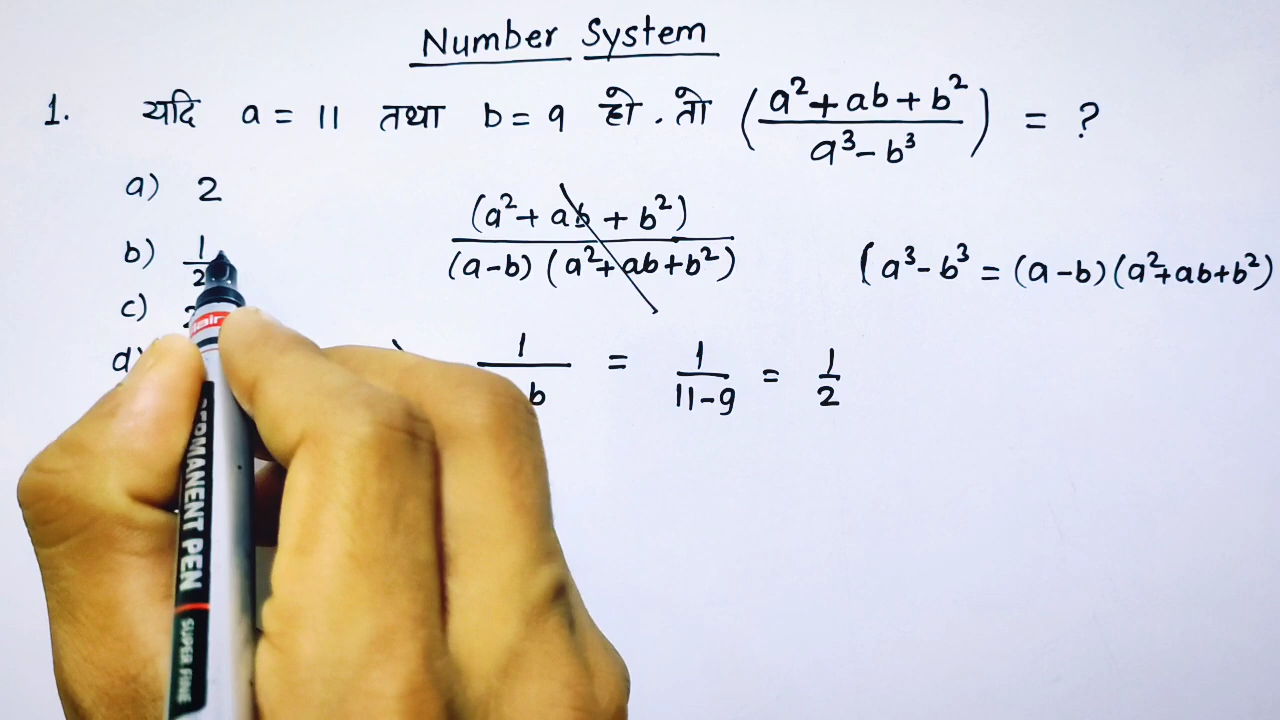 Number System
1. यदि a = 11 तथा b = 9 हो . तो (a²+ab+b² / a³-b³) = ?
a) 2
b) 1/2
c)
d)
(a²+ab+b²) / (a-b)(a²+ab+b²)
(a³-b³ = (a-b)(a²+ab+b²)
1 / b = 1 / 11-9 = 1/2
PERMANENT PEN
SUPER FINE